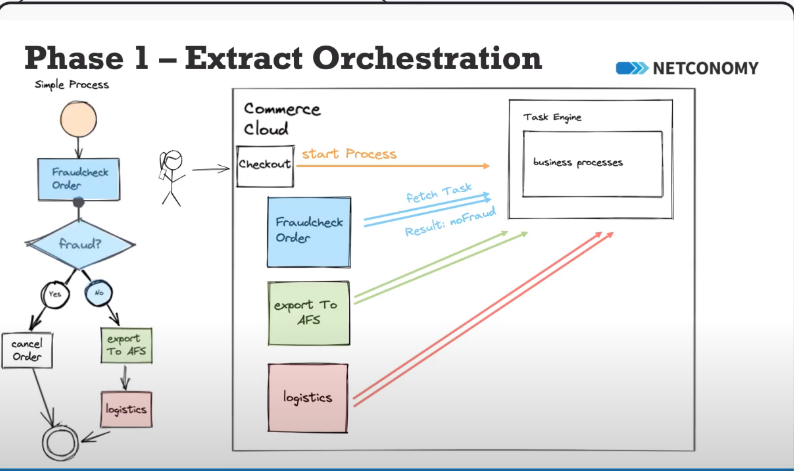 Phase 1 – Extract Orchestration
NETCONOMY
Simple Process
Fraudcheck
Order
fraud?
Yes
No
cancel
Order
export
To AFS
logistics
Commerce
Cloud
Checkout
start Process
Task Engine
business processes
Fraudcheck
Order
fetch Task
Result: noFraud
export To
AFS
logistics